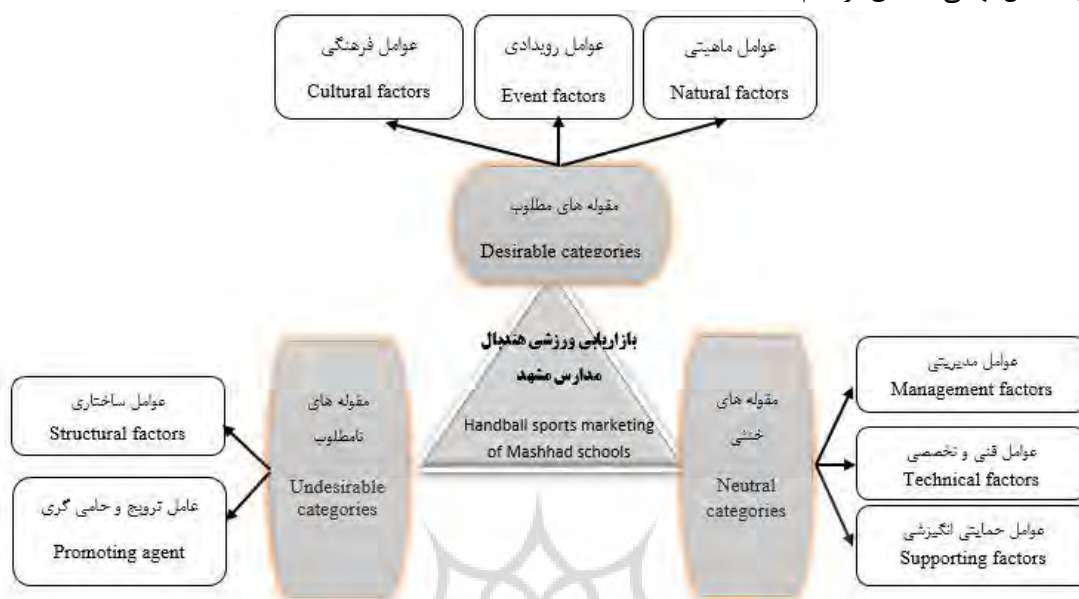 عوامل فرهنگی
Cultural factors
عوامل رویدادی
Event factors
عوامل ماهیتی
Natural factors
مقوله های مطلوب
Desirable categories
بازاریابی ورزشی هندبال
مدارس مشهد
Handball sports marketing
of Mashhad schools
مقوله های
نامطلوب
Undesirable
categories
عوامل ساختاری
Structural factors
عامل ترویج و حامی گری
Promoting agent
مقوله های
خنثی
Neutral
categories
عوامل مدیریتی
Management factors
عوامل فنی و تخصصی
Technical factors
عوامل حمایتی انگیزشی
Supporting factors